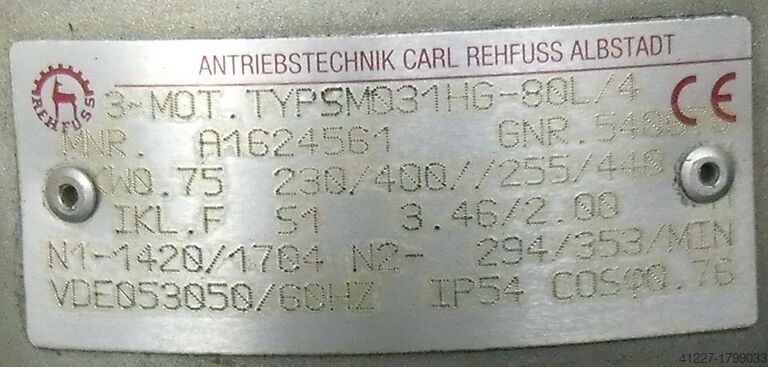 ANTRIEBSTECHNIK CARL REHFUSS ALBSTADT
REHFUSS
3~MOT.TYPSM031HG-80L/4 CE
MNR. A1624561 GNR.
KW0.75 230/400//255/440
IKL.F S1 3.46/2.00
N1-1420/1704 N2- 294/353/MIN
VDE053050/60HZ IP54 COSφ0.76
41227-1799033